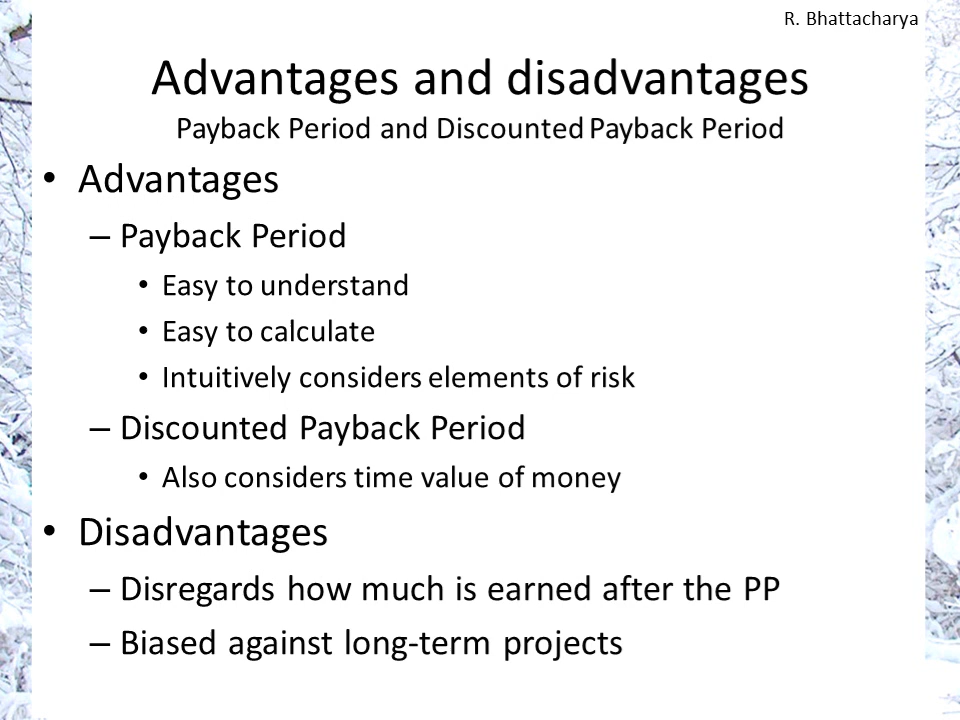 R. Bhattacharya
Advantages and disadvantages
Payback Period and Discounted Payback Period
• Advantages
– Payback Period
• Easy to understand
• Easy to calculate
• Intuitively considers elements of risk
– Discounted Payback Period
• Also considers time value of money
• Disadvantages
– Disregards how much is earned after the PP
– Biased against long-term projects